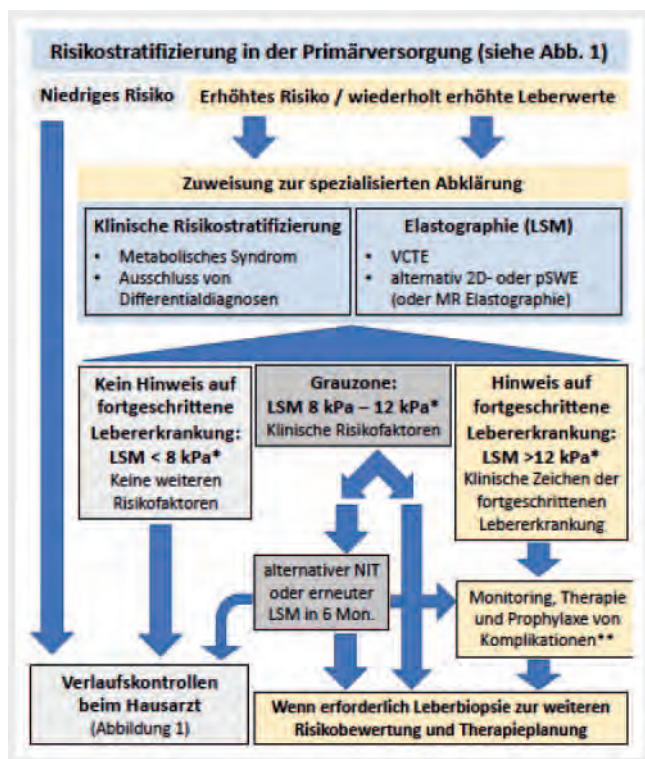 Risikostratifizierung in der Primärversorgung (siehe Abb. 1)
Niedriges Risiko
Erhöhtes Risiko / wiederholt erhöhte Leberwerte
Zuweisung zur spezialisierten Abklärung
Klinische Risikostratifizierung
• Metabolisches Syndrom
• Ausschluss von
Differentialdiagnosen
Elastographie (LSM)
• VCTE
• alternativ 2D- oder pSWE
(oder MR Elastographie)
Kein Hinweis auf
fortgeschrittene
Lebererkrankung:
LSM < 8 kPa*
Keine weiteren
Risikofaktoren
Grauzone:
LSM 8 kPa – 12 kPa*
Klinische Risikofaktoren
Hinweis auf
fortgeschrittene
Lebererkrankung:
LSM >12 kPa*
Klinische Zeichen der
fortgeschrittenen
Lebererkrankung
alternativer NIT
oder erneuter
LSM in 6 Mon.
Monitoring, Therapie
und Prophylaxe von
Komplikationen**
Verlaufskontrollen
beim Hausarzt
(Abbildung 1)
Wenn erforderlich Leberbiopsie zur weiteren
Risikobewertung und Therapieplanung